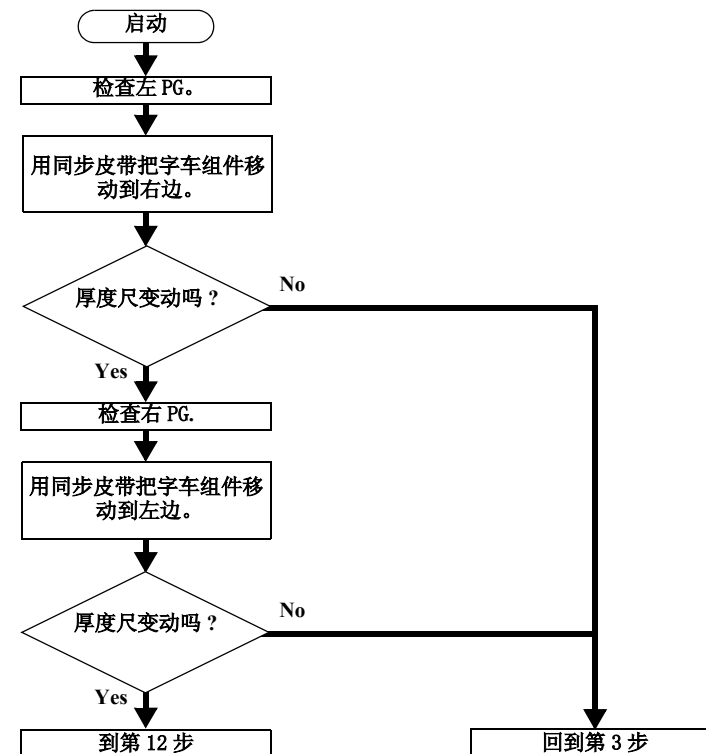 启动
检查左 PG。
用同步皮带把字车组件移
动到右边。
厚度尺变动吗？
No
Yes
检查右 PG.
用同步皮带把字车组件移
动到左边。
厚度尺变动吗？
No
Yes
到第 12 步
回到第 3 步